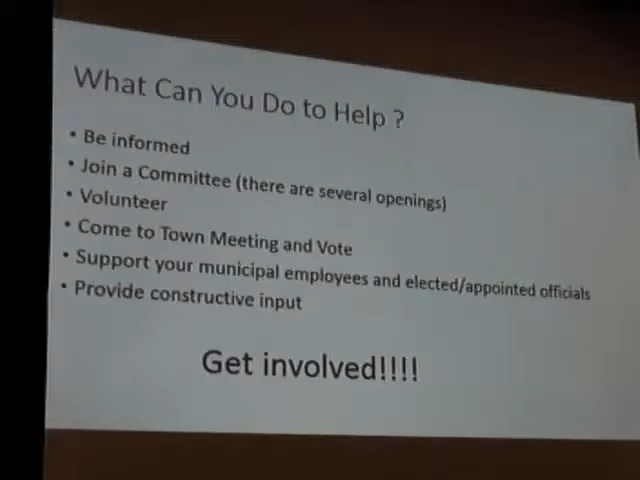 What Can You Do to Help ?
• Be informed
• Join a Committee (there are several openings)
• Volunteer
• Come to Town Meeting and Vote
• Support your municipal employees and elected/appointed officials
• Provide constructive input
Get involved!!!!